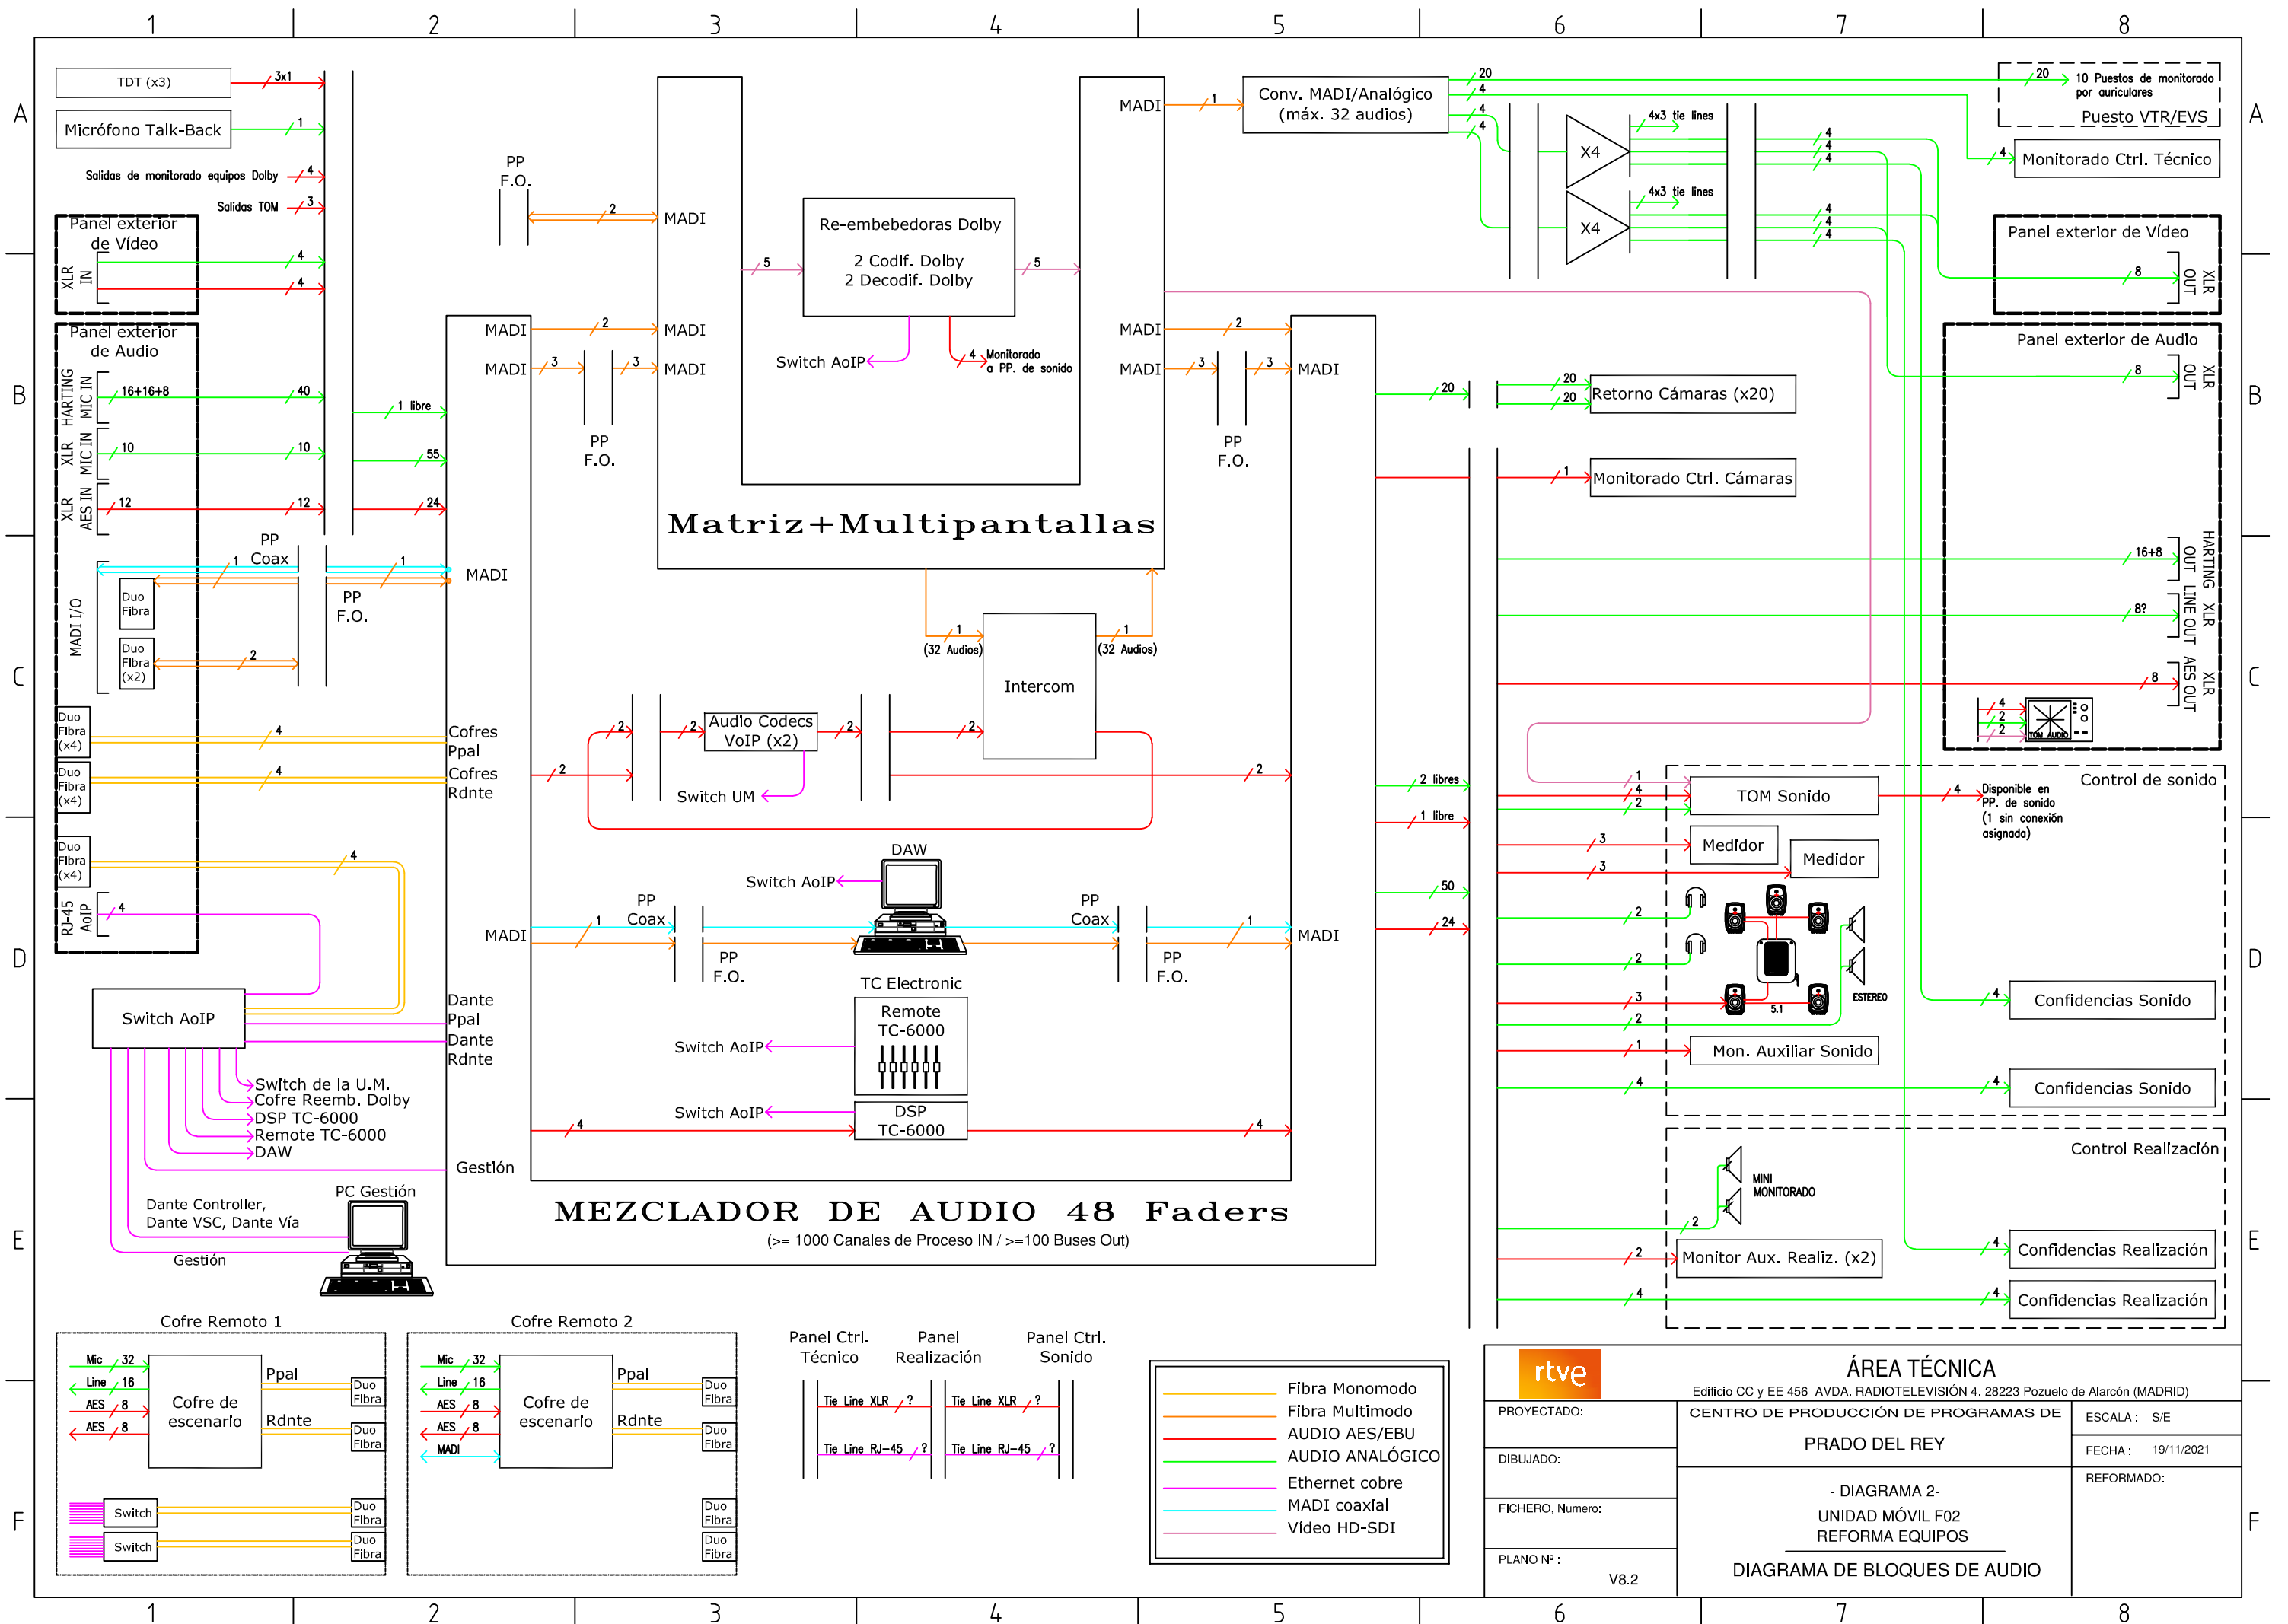 1 2 3 4 5 6 7 8
A
B
C
D
E
F
TDT (x3)
3x1
Micrófono Talk-Back
1
Salidas de monitorado equipos Dolby
4
Salidas TOM
3
Panel exterior
de Vídeo
XLR
IN
4
4
Panel exterior
de Audio
HARTING
MIC IN
16+16+8
40
XLR
MIC IN
10
10
XLR
AES IN
12
12
1 libre
55
24
PP
Coax
1
1
MADI
MADI I/O
Duo
Fibra
PP
F.O.
Duo
Fibra
(x2)
2
Duo
Fibra
(x4)
4
Cofres
Ppal
Duo
Fibra
(x4)
4
Cofres
Rdnte
Duo
Fibra
(x4)
4
RJ-45
AoIP
4
Switch AoIP
Dante
Ppal
Dante
Rdnte
Switch de la U.M.
Cofre Reemb. Dolby
DSP TC-6000
Remote TC-6000
DAW
Gestión
Dante Controller,
Dante VSC, Dante Vía
PC Gestión
Gestión
PP
F.O.
2
MADI
MADI
2
MADI
MADI
3
3
MADI
PP
F.O.
5
Re-embebedoras Dolby
2 Codif. Dolby
2 Decodif. Dolby
5
Switch AoIP
4
Monitorado
a PP. de sonido
Matriz+Multipantallas
MADI
1
MADI
2
MADI
3
3
MADI
PP
F.O.
1
(32 Audios)
1
(32 Audios)
Intercom
2
2
Audio Codecs
VoIP (x2)
2
4
2
2
Switch UM
DAW
Switch AoIP
MADI
1
PP
Coax
PP
F.O.
PP
Coax
PP
F.O.
1
MADI
TC Electronic
Remote
TC-6000
Switch AoIP
Switch AoIP
DSP
TC-6000
4
4
MEZCLADOR DE AUDIO 48 Faders
(>= 1000 Canales de Proceso IN / >=100 Buses Out)
Conv. MADI/Analógico
(máx. 32 audios)
20
4
4
4
X4
4x3 tie lines
X4
4x3 tie lines
4
4
4
4
4
4
20
10 Puestos de monitorado
por auriculares
Puesto VTR/EVS
4
Monitorado Ctrl. Técnico
Panel exterior de Vídeo
8
XLR
OUT
Panel exterior de Audio
8
XLR
OUT
20
20
20
Retorno Cámaras (x20)
1
Monitorado Ctrl. Cámaras
16+8
HARTING
OUT
8?
XLR
LINE OUT
8
XLR
AES OUT
4
2
2
TOM AUDIO
2 libres
1 libre
50
24
Control de sonido
1
4
2
TOM Sonido
4
Disponible en
PP. de sonido
(1 sin conexión
asignada)
3
Medidor
3
Medidor
2
2
3
2
5.1
ESTEREO
1
Mon. Auxiliar Sonido
4
Confidencias Sonido
4
4
Confidencias Sonido
Control Realización
MINI
MONITORADO
2
2
Monitor Aux. Realiz. (x2)
4
Confidencias Realización
4
4
Confidencias Realización
Cofre Remoto 1
Mic 32
Line 16
AES 8
AES 8
Cofre de
escenario
Ppal
Duo
Fibra
Rdnte
Duo
Fibra
Switch
Duo
Fibra
Switch
Duo
Fibra
Cofre Remoto 2
Mic 32
Line 16
AES 8
AES 8
MADI
Cofre de
escenario
Ppal
Duo
Fibra
Rdnte
Duo
Fibra
Duo
Fibra
Duo
Fibra
Panel Ctrl.
Técnico
Panel
Realización
Panel Ctrl.
Sonido
Tie Line XLR ?
Tie Line XLR ?
Tie Line RJ-45 ?
Tie Line RJ-45 ?
Fibra Monomodo
Fibra Multimodo
AUDIO AES/EBU
AUDIO ANALÓGICO
Ethernet cobre
MADI coaxial
Vídeo HD-SDI
rtve
ÁREA TÉCNICA
Edificio CC y EE 456 AVDA. RADIOTELEVISIÓN 4. 28223 Pozuelo de Alarcón (MADRID)
PROYECTADO:
CENTRO DE PRODUCCIÓN DE PROGRAMAS DE
PRADO DEL REY
ESCALA : S/E
FECHA : 19/11/2021
DIBUJADO:
REFORMADO:
FICHERO, Numero:
- DIAGRAMA 2-
UNIDAD MÓVIL F02
REFORMA EQUIPOS
PLANO Nº :
V8.2
DIAGRAMA DE BLOQUES DE AUDIO
A
B
C
D
E
F
1 2 3 4 5 6 7 8